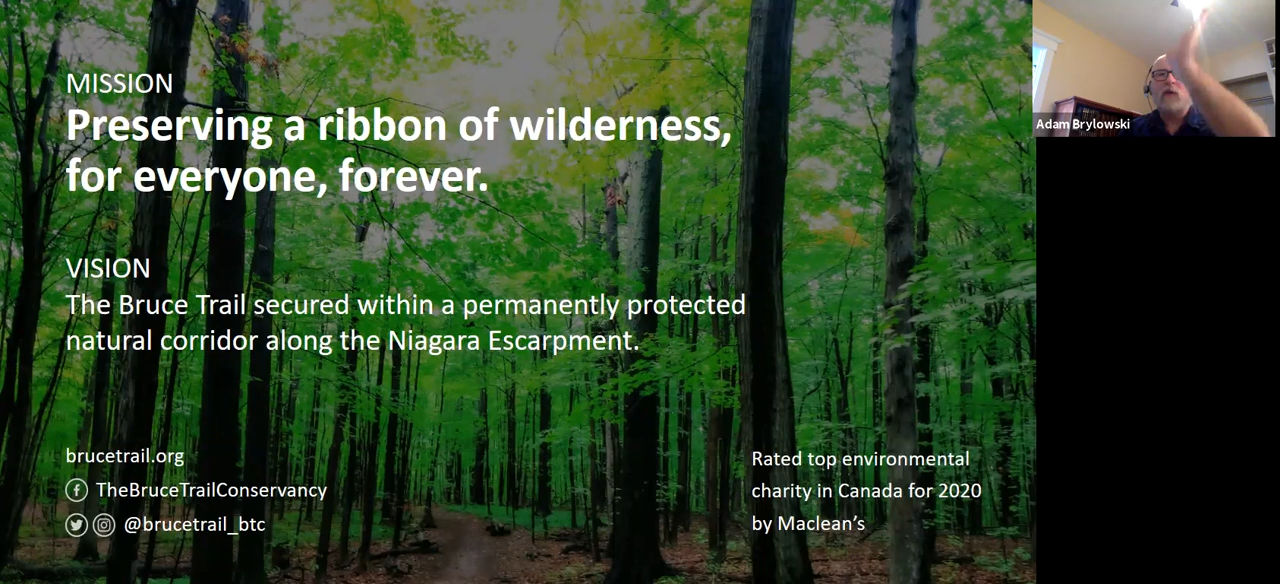 MISSION
Preserving a ribbon of wilderness,
for everyone, forever.
VISION
The Bruce Trail secured within a permanently protected
natural corridor along the Niagara Escarpment.
brucetrail.org
TheBruceTrailConservancy
@brucetrail_btc
Rated top environmental
charity in Canada for 2020
by Maclean’s
Adam Brylowski